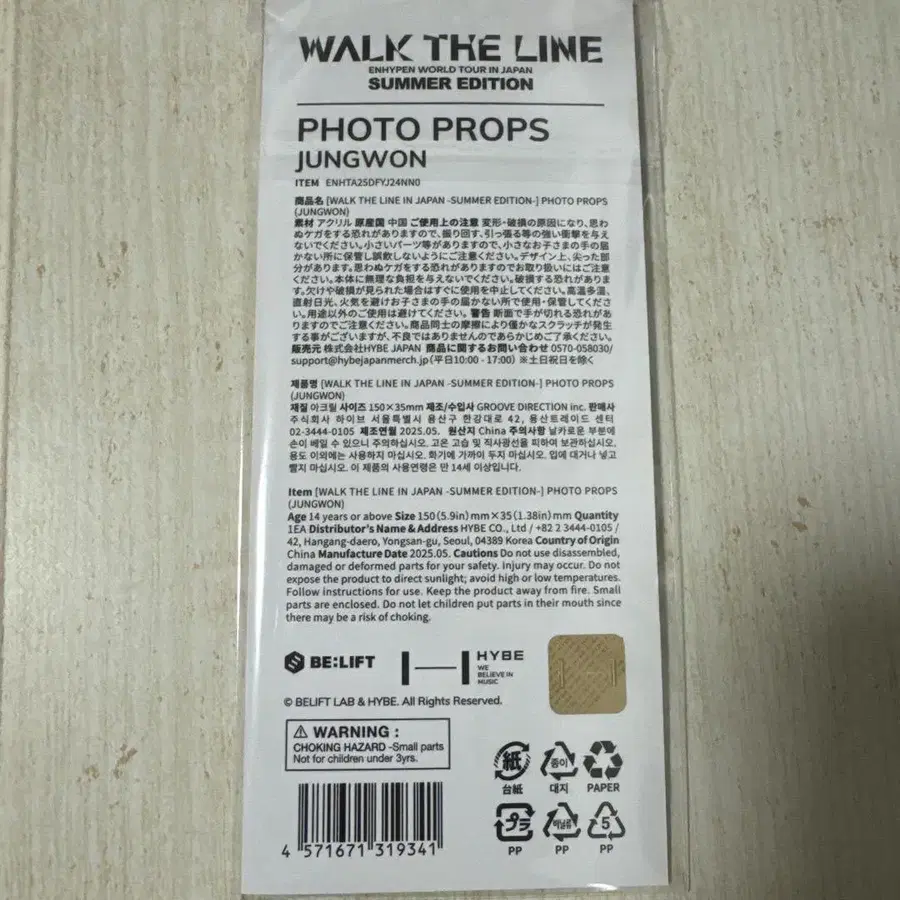 WALK THE LINE
ENHYPEN WORLD TOUR IN JAPAN
SUMMER EDITION
PHOTO PROPS
JUNGWON
ITEM ENHTA25DFYJ24NN0
商品名 [WALK THE LINE IN JAPAN -SUMMER EDITION-] PHOTO PROPS
(JUNGWON)
素材 アクリル 原産国 中国 ご使用上の注意 変形・破損の原因になり、思わ
ぬケガをする恐れがありますので、振り回す、引っ張る等の強い衝撃を与え
ないでください。小さいパーツ等がありますので、小さなお子さまの手の届
かない所に保管し誤飲しないようにご注意ください。デザイン上、尖った部
分があります。思わぬケガをする恐れがありますのでお取り扱いにはご注意
ください。本体に無理な負担を与えないでください。破損する恐れがありま
す。欠けや破損が見られた場合はすぐに使用を中止してください。高温多湿、
直射日光、火気を避けお子さまの手の届かない所で使用・保管してくださ
い。用途以外のご使用は避けてください。警告 断面で手が切れる恐れがあ
りますのでご注意ください。商品同士の摩擦により僅かなスクラッチが発生
する事がございますが、不良ではありませんのであらかじめご了承ください。
販売元 株式会社HYBE JAPAN 商品に関するお問い合わせ 0570-058030/
support@hybejapanmerch.jp(平日10:00 - 17:00) ※土日祝日を除く
제품명 [WALK THE LINE IN JAPAN -SUMMER EDITION-] PHOTO PROPS
(JUNGWON)
재질 아크릴 사이즈 150×35mm 제조/수입사 GROOVE DIRECTION inc. 판매사
주식회사 하이브 서울특별시 용산구 한강대로 42, 용산트레이드 센터
02-3444-0105 제조연월 2025.05. 원산지 China 주의사항 날카로운 부분에
손이 베일 수 있으니 주의하십시오. 고온 고습 및 직사광선을 피하여 보관하십시오.
용도 이외에는 사용하지 마십시오. 화기에 가까이 두지 마십시오. 입에 대거나 넣고
빨지 마십시오. 이 제품의 사용연령은 만 14세 이상입니다.
Item [WALK THE LINE IN JAPAN -SUMMER EDITION-] PHOTO PROPS
(JUNGWON)
Age 14 years or above Size 150(5.9in)mm×35(1.38in)mm Quantity
1EA Distributor's Name & Address HYBE CO., Ltd / +82 2 3444-0105 /
42, Hangang-daero, Yongsan-gu, Seoul, 04389 Korea Country of Origin
China Manufacture Date 2025.05. Cautions Do not use disassembled,
damaged or deformed parts for your safety. Injury may occur. Do not
expose the product to direct sunlight; avoid high or low temperatures.
Follow instructions for use. Keep the product away from fire. Small
parts are enclosed. Do not let children put parts in their mouth since
there may be a risk of choking.
BE:LIFT
HYBE
WE
BELIEVE IN
MUSIC
© BELIFT LAB & HYBE. All Rights Reserved.
⚠ WARNING :
CHOKING HAZARD -Small parts
Not for children under 3yrs.
紙
台紙
종이
대지
PAPER
プラ
PP
비닐류
PP
5
PP
4 571671 319341